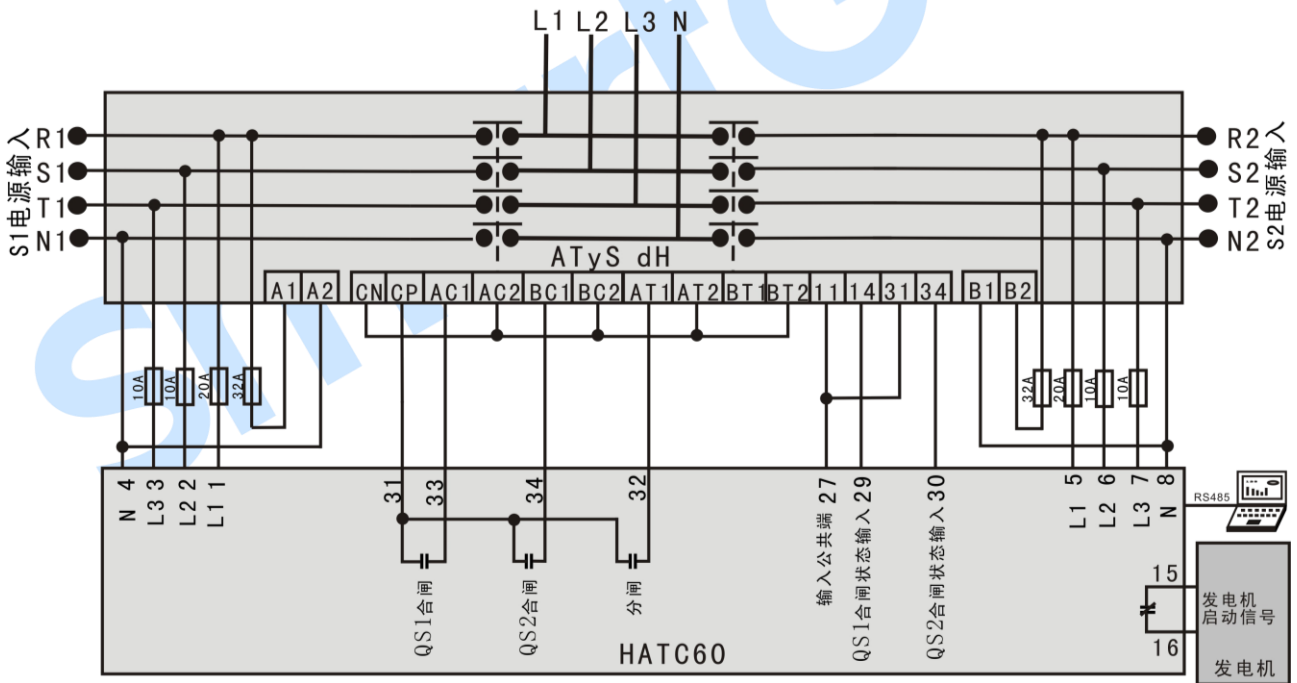 L1 L2 L3 N
S1电源输入
R1
S1
T1
N1
R2
S2
T2
N2
S2电源输入
ATyS dH
A1 A2 CN CP AC1 AC2 BC1 BC2 AT1 AT2 BT1 BT2 11 14 31 34 B1 B2
10A 10A 20A 32A
32A 20A 10A 10A
N 4
L3 3
L2 2
L1 1
31
33
34
32
输入公共端 27
QS1合闸状态输入 29
QS2合闸状态输入 30
L1 5
L2 6
L3 7
N 8
RS485
QS1合闸
QS2合闸
分闸
15
16
发电机
启动信号
发电机
HATC60